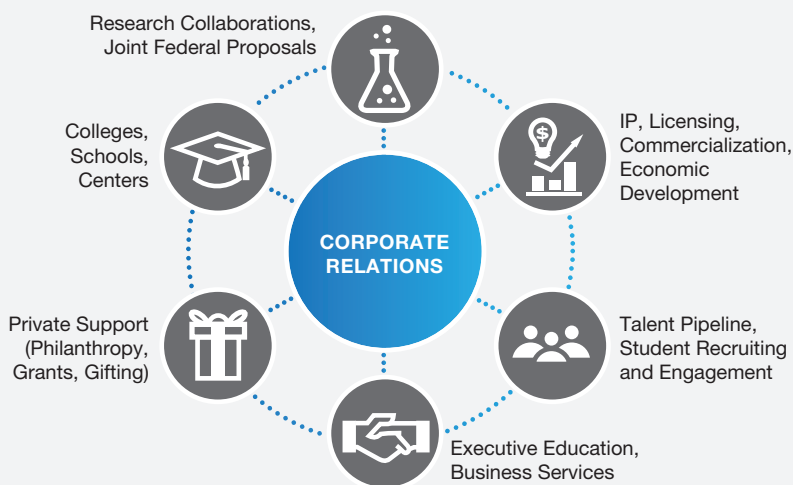 Research Collaborations,
Joint Federal Proposals
IP, Licensing,
Commercialization,
Economic
Development
Colleges,
Schools,
Centers
CORPORATE
RELATIONS
Private Support
(Philanthropy,
Grants, Gifting)
Talent Pipeline,
Student Recruiting
and Engagement
Executive Education,
Business Services
$